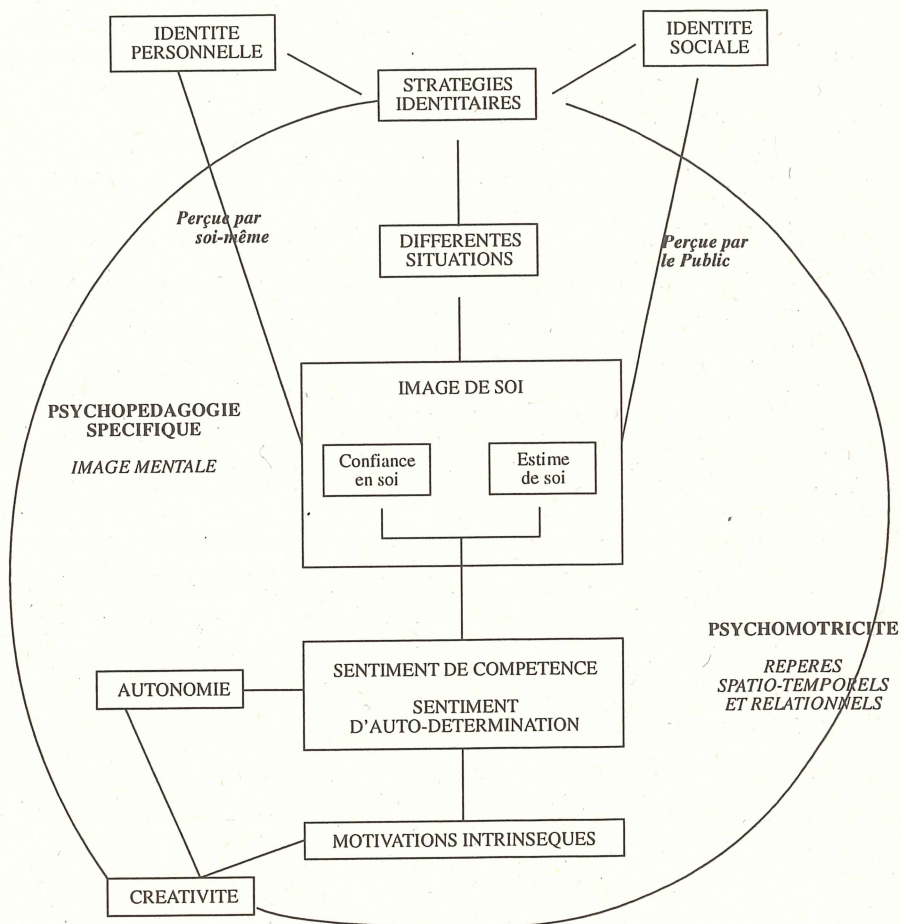 IDENTITE
PERSONNELLE
IDENTITE
SOCIALE
STRATEGIES
IDENTITAIRES
Perçue par
soi-même
DIFFERENTES
SITUATIONS
Perçue par
le Public
IMAGE DE SOI
PSYCHOPEDAGOGIE
SPECIFIQUE
IMAGE MENTALE
Confiance
en soi
Estime
de soi
PSYCHOMOTRICITE
REPERES
SPATIO-TEMPORELS
ET RELATIONNELS
SENTIMENT DE COMPETENCE
SENTIMENT
D'AUTO-DETERMINATION
AUTONOMIE
MOTIVATIONS INTRINSEQUES
CREATIVITE